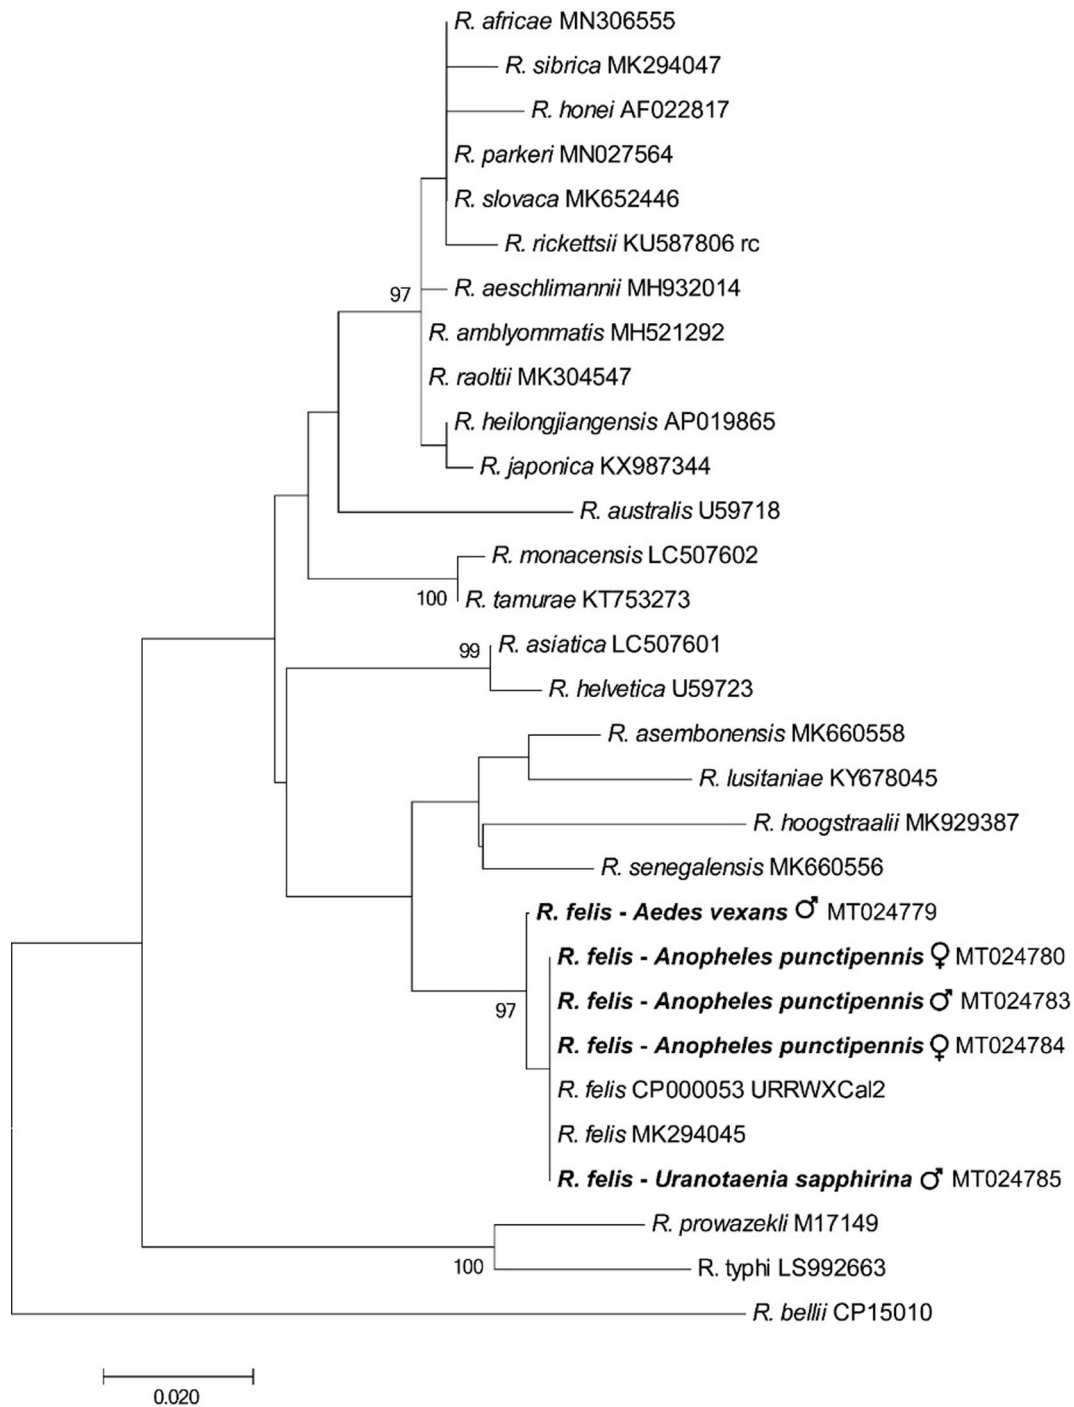 R. africae MN306555
R. sibrica MK294047
R. honei AF022817
R. parkeri MN027564
R. slovaca MK652446
R. rickettsii KU587806 rc
R. aeschlimannii MH932014
97
R. amblyommatis MH521292
R. raoltii MK304547
R. heilongjiangensis AP019865
R. japonica KX987344
R. australis U59718
R. monacensis LC507602
100
R. tamurae KT753273
R. asiatica LC507601
99
R. helvetica U59723
R. asembonensis MK660558
R. lusitaniae KY678045
R. hoogstraalii MK929387
R. senegalensis MK660556
R. felis - Aedes vexans ♂ MT024779
R. felis - Anopheles punctipennis ♀ MT024780
R. felis - Anopheles punctipennis ♂ MT024783
97
R. felis - Anopheles punctipennis ♀ MT024784
R. felis CP000053 URRWXCal2
R. felis MK294045
R. felis - Uranotaenia sapphirina ♂ MT024785
R. prowazekli M17149
100
R. typhi LS992663
R. bellii CP15010
0.020